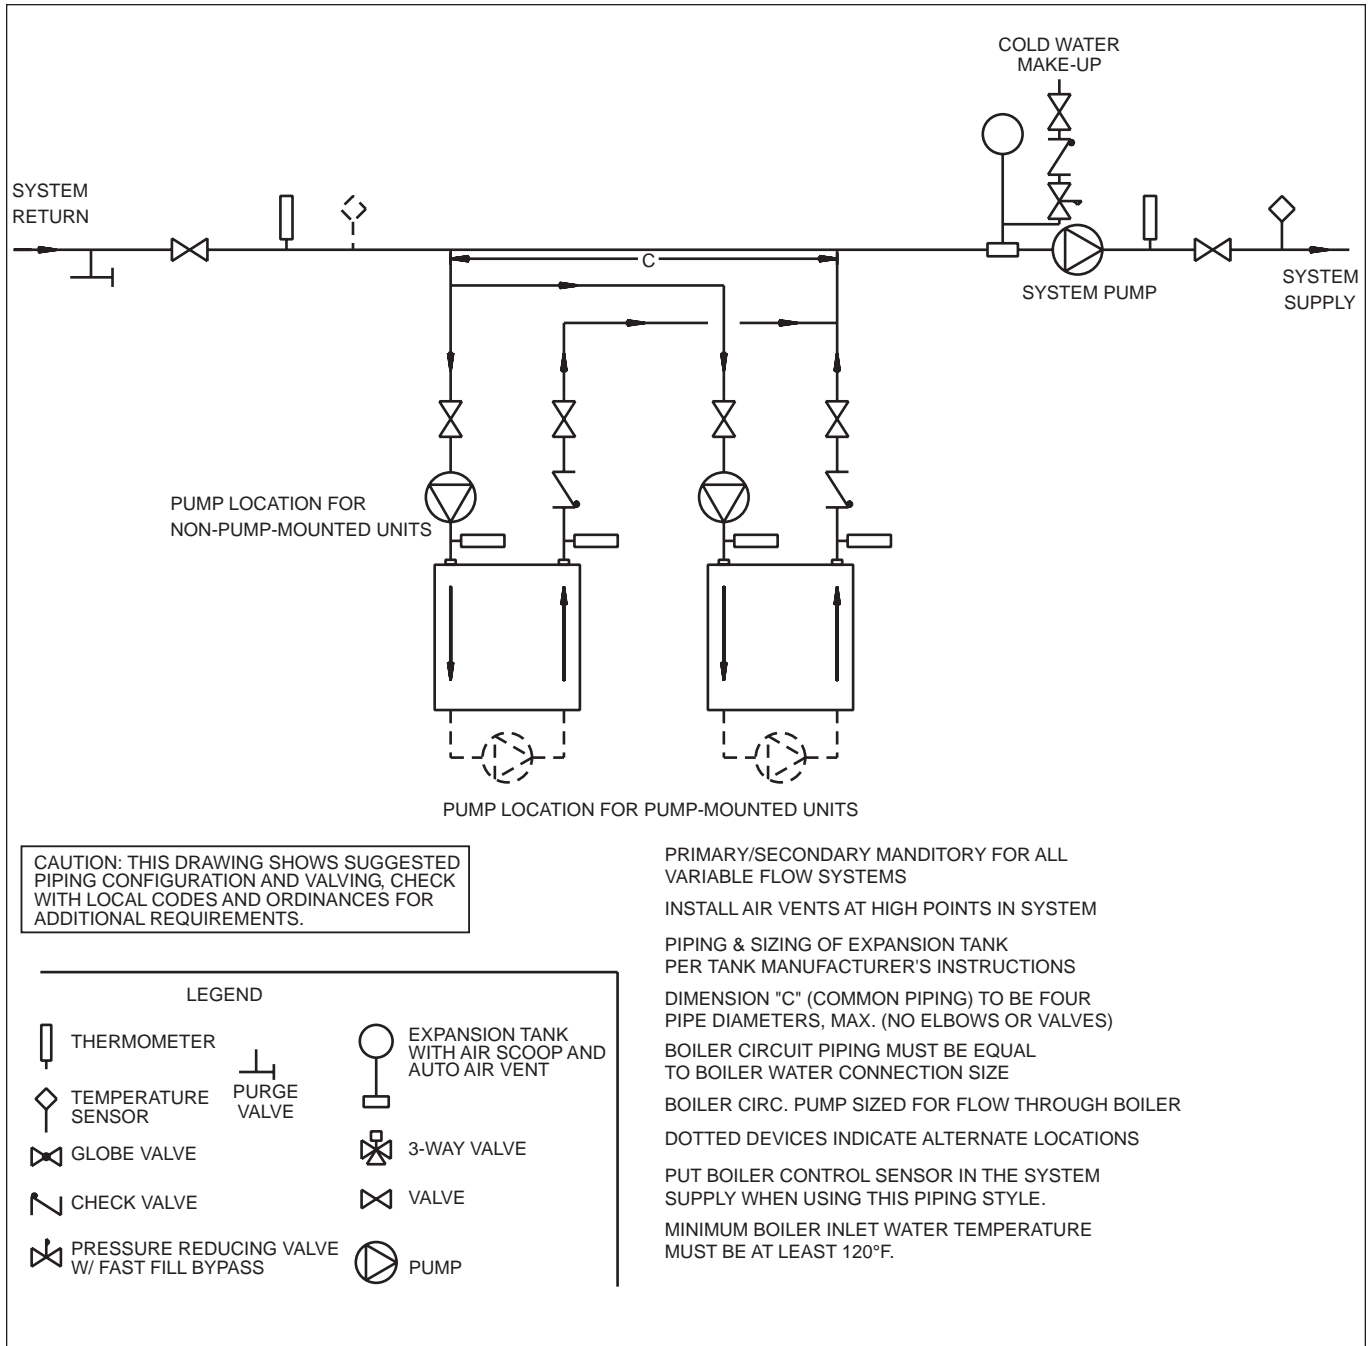 COLD WATER
MAKE-UP
SYSTEM
RETURN
C
SYSTEM PUMP
SYSTEM
SUPPLY
PUMP LOCATION FOR
NON-PUMP-MOUNTED UNITS
PUMP LOCATION FOR PUMP-MOUNTED UNITS
CAUTION: THIS DRAWING SHOWS SUGGESTED
PIPING CONFIGURATION AND VALVING, CHECK
WITH LOCAL CODES AND ORDINANCES FOR
ADDITIONAL REQUIREMENTS.
LEGEND
THERMOMETER
TEMPERATURE
SENSOR
PURGE
VALVE
GLOBE VALVE
CHECK VALVE
PRESSURE REDUCING VALVE
W/ FAST FILL BYPASS
EXPANSION TANK
WITH AIR SCOOP AND
AUTO AIR VENT
3-WAY VALVE
VALVE
PUMP
PRIMARY/SECONDARY MANDITORY FOR ALL
VARIABLE FLOW SYSTEMS
INSTALL AIR VENTS AT HIGH POINTS IN SYSTEM
PIPING & SIZING OF EXPANSION TANK
PER TANK MANUFACTURER'S INSTRUCTIONS
DIMENSION "C" (COMMON PIPING) TO BE FOUR
PIPE DIAMETERS, MAX. (NO ELBOWS OR VALVES)
BOILER CIRCUIT PIPING MUST BE EQUAL
TO BOILER WATER CONNECTION SIZE
BOILER CIRC. PUMP SIZED FOR FLOW THROUGH BOILER
DOTTED DEVICES INDICATE ALTERNATE LOCATIONS
PUT BOILER CONTROL SENSOR IN THE SYSTEM
SUPPLY WHEN USING THIS PIPING STYLE.
MINIMUM BOILER INLET WATER TEMPERATURE
MUST BE AT LEAST 120°F.